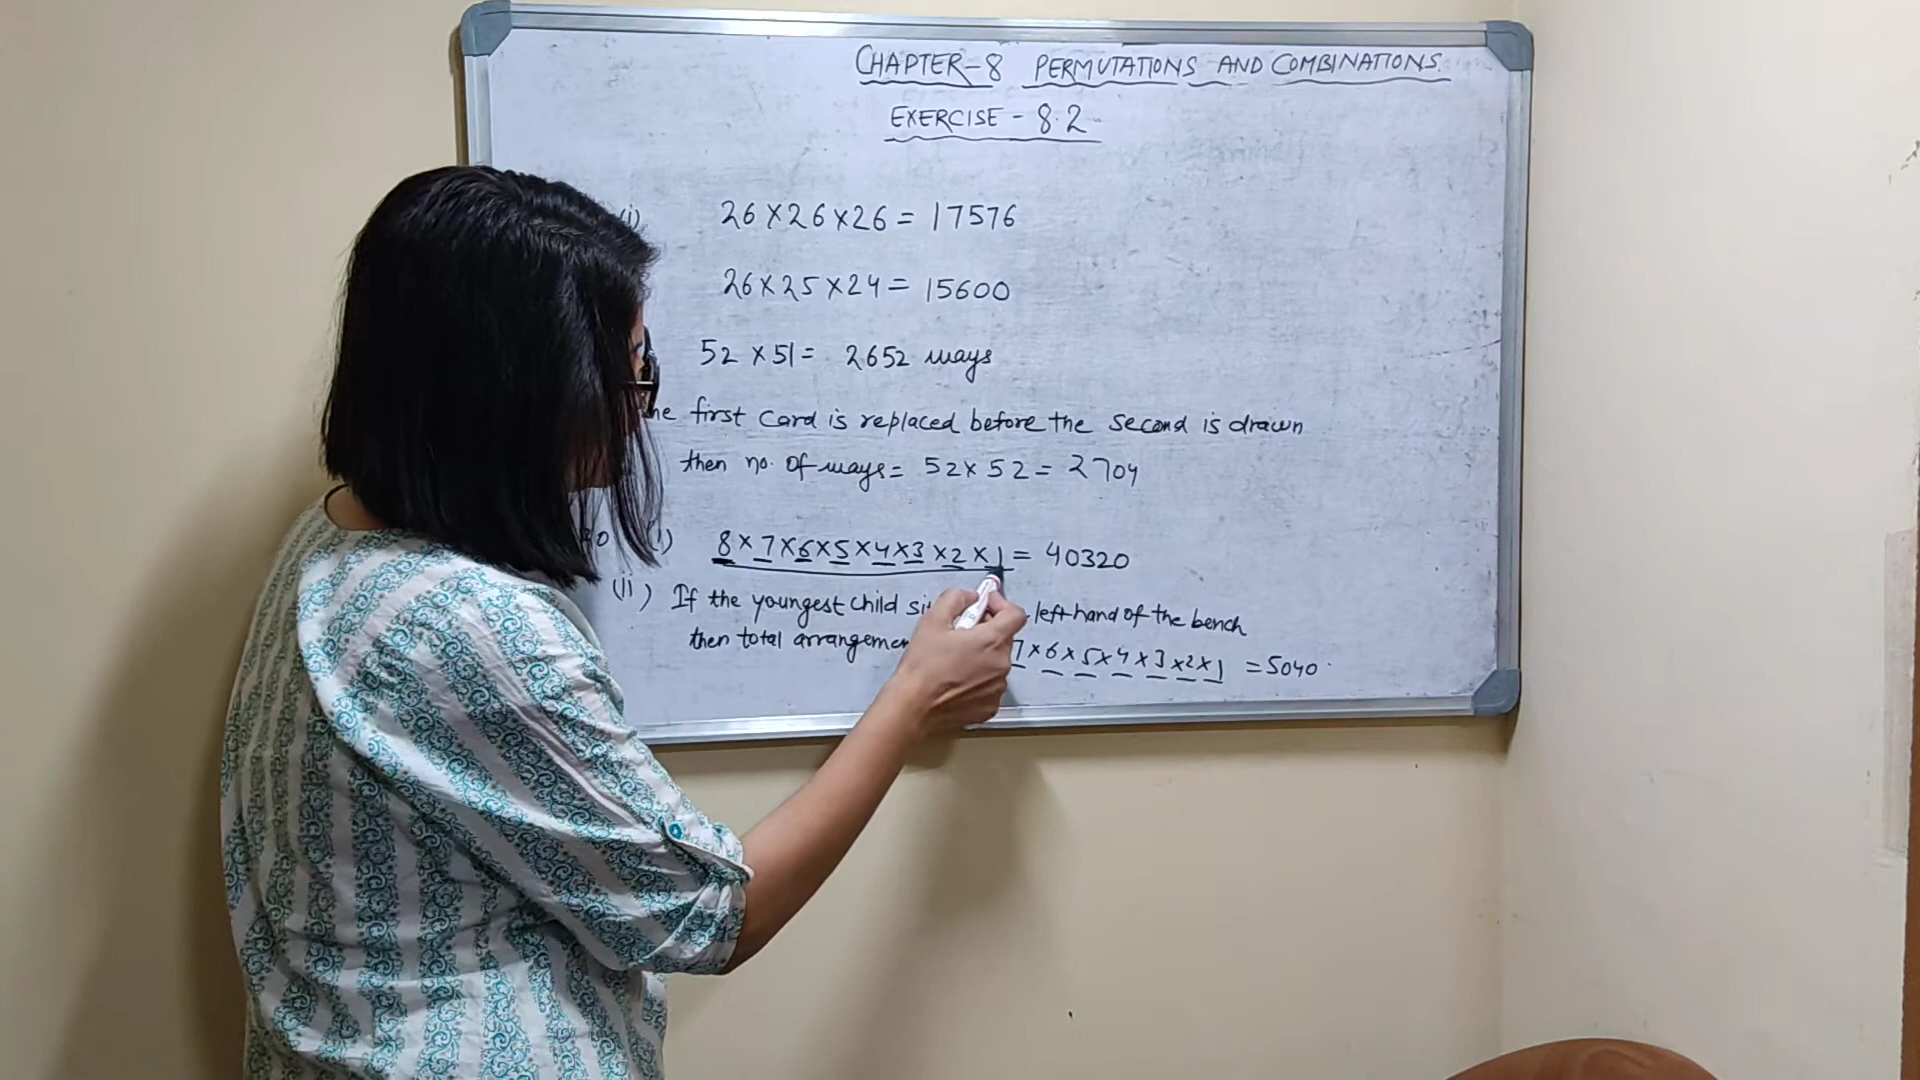 CHAPTER-8 PERMUTATIONS AND COMBINATIONS.
EXERCISE - 8.2
(i) 26×26×26 = 17576
26×25×24 = 15600
52×51 = 2652 ways
first card is replaced before the second is drawn
then no. of ways = 52×52 = 2704
(i) 8×7×6×5×4×3×2×1 = 40320
(ii) If the youngest child left hand of the bench
then total 7×6×5×4×3×2×1 = 5040